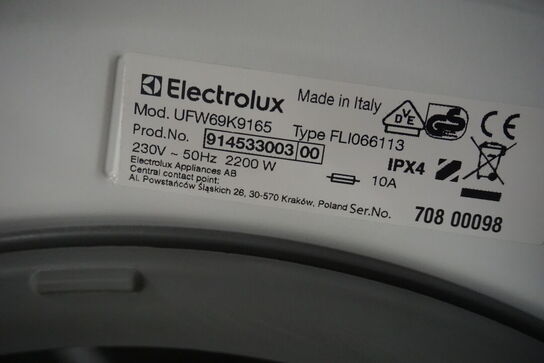 Electrolux Made in Italy
Mod. UFW69K9165 Type FLI066113
Prod.No. 914533003 00
230V ~ 50Hz 2200 W IPX4
Electrolux Appliances AB 10A
Central contact point:
Al. Powstańców Śląskich 26, 30-570 Kraków, Poland Ser.No. 708 00098